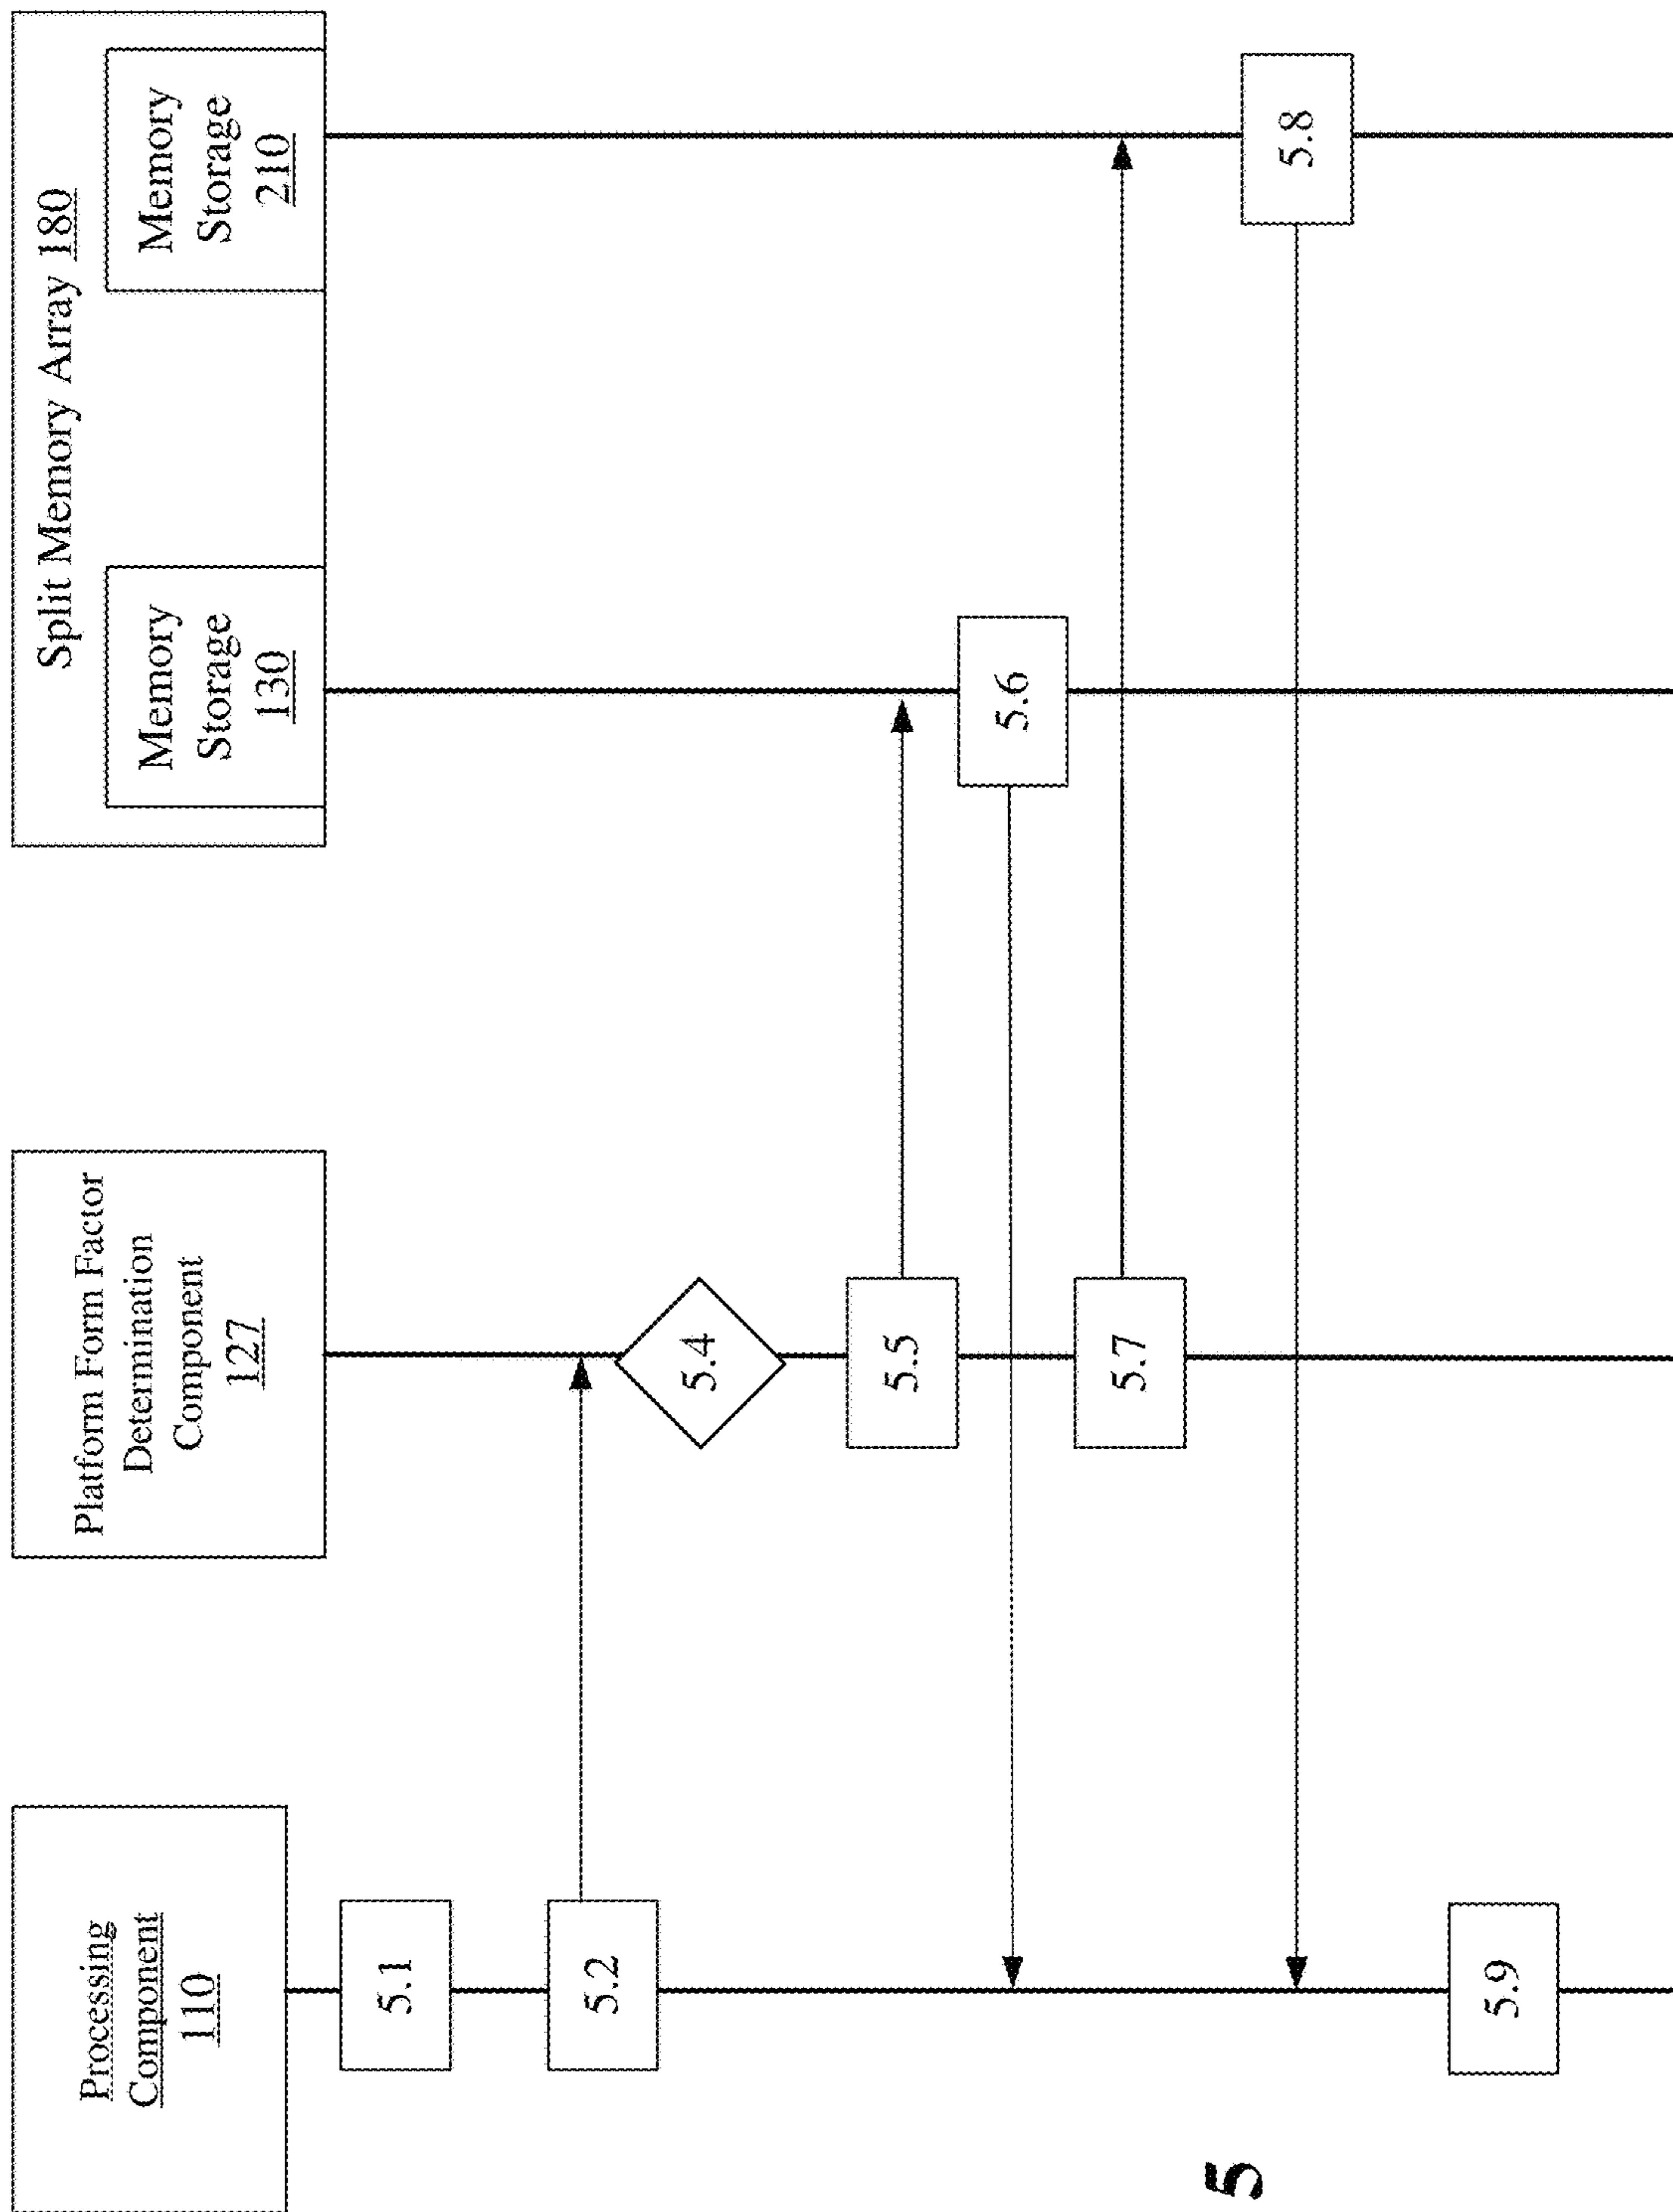 Processing
Component
110
Platform Form Factor
Determination
Component
127
Split Memory Array 180
Memory
Storage
130
Memory
Storage
210
5.1
5.2
5.4
5.5
5.6
5.7
5.8
5.9
5